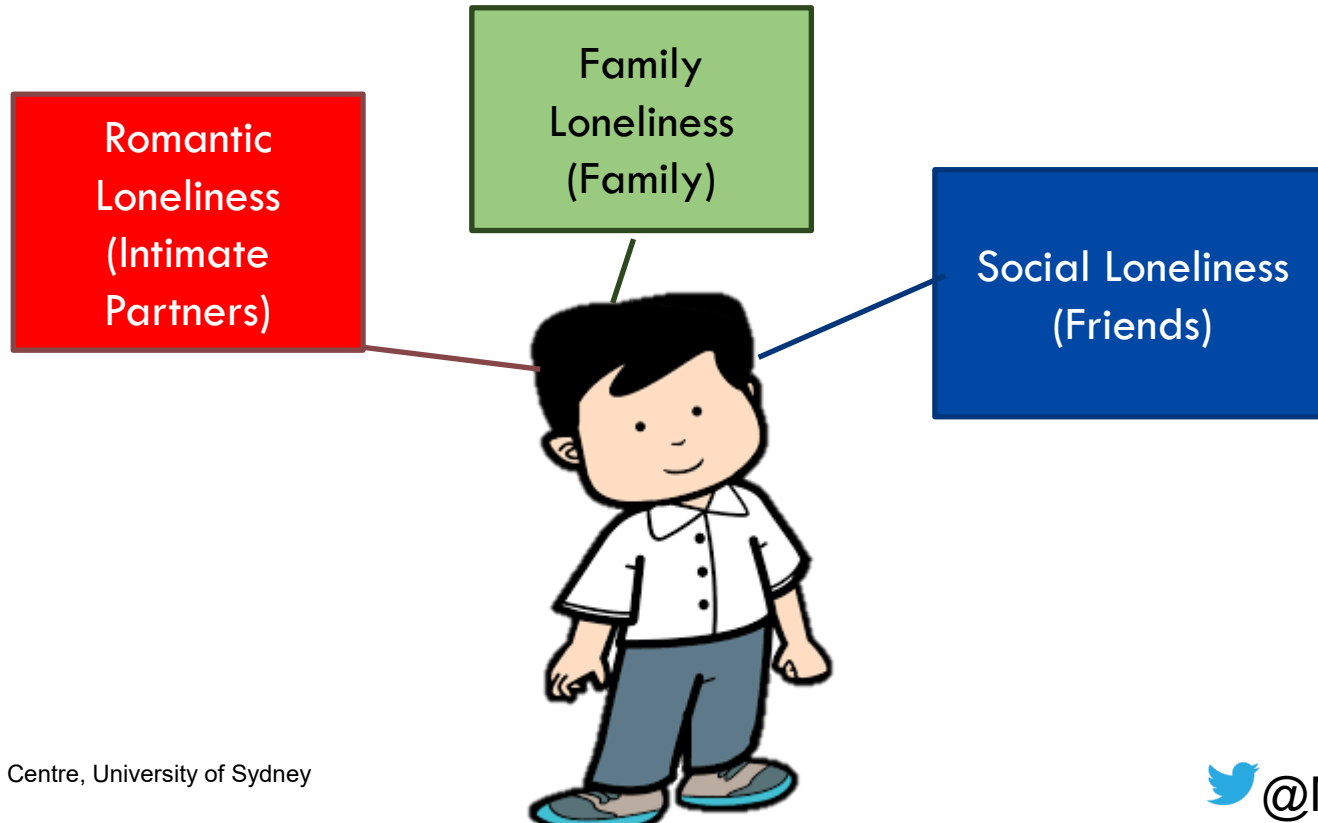 Romantic
Loneliness
(Intimate
Partners)
Family
Loneliness
(Family)
Social Loneliness
(Friends)
Centre, University of Sydney